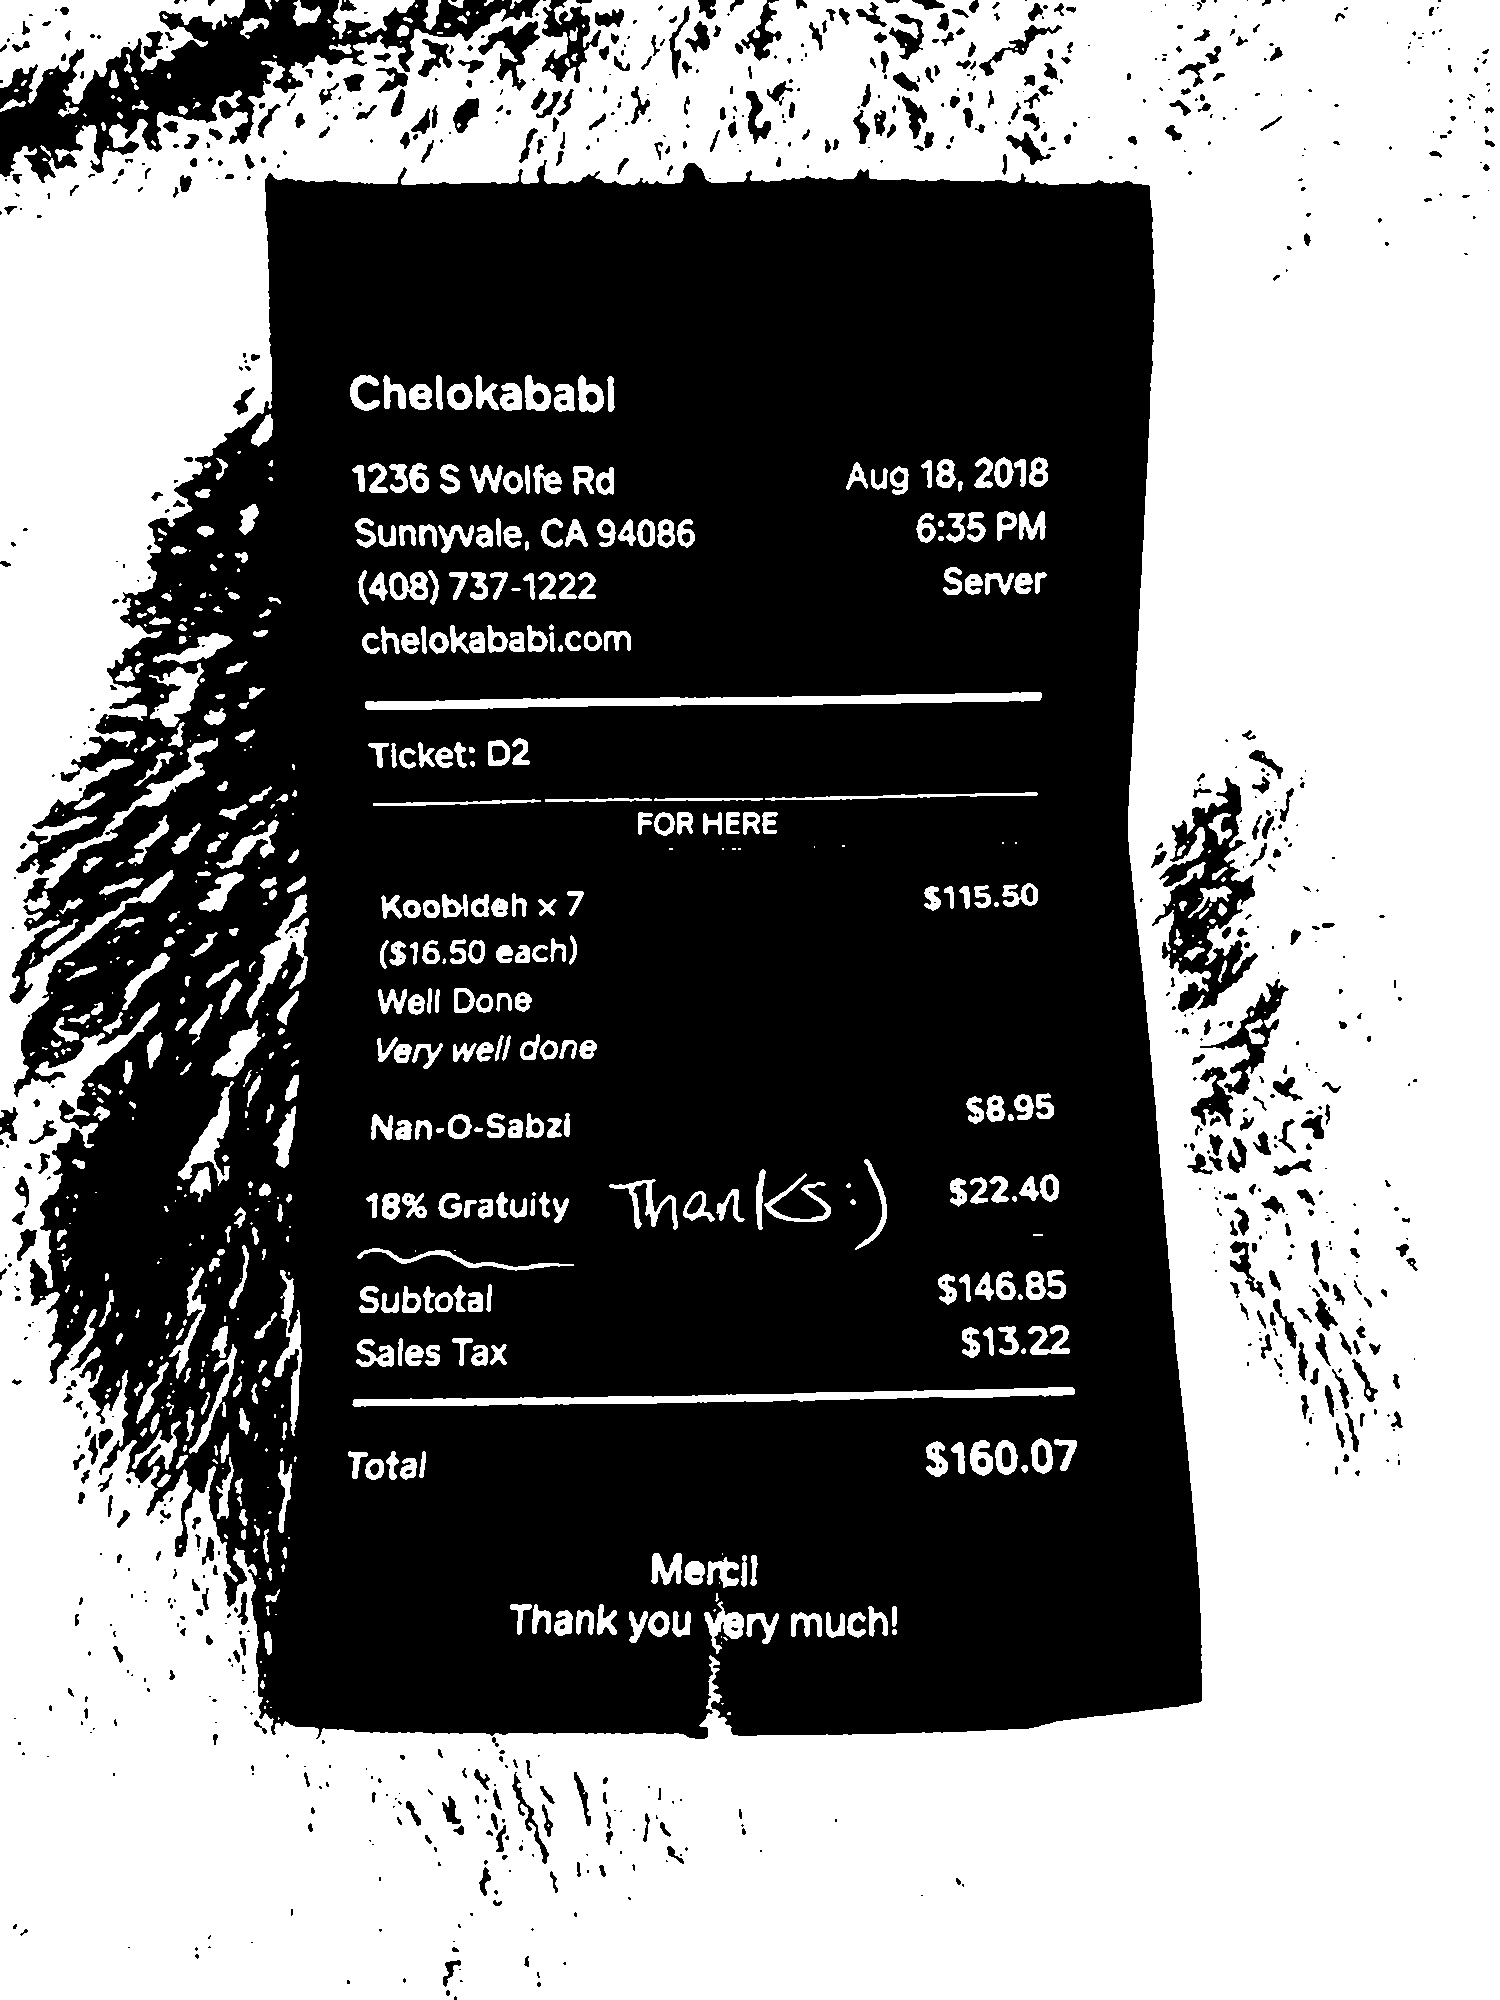 Chelokababi
1236 S Wolfe Rd Aug 18, 2018
Sunnyvale, CA 94086 6:35 PM
(408) 737-1222 Server
chelokababi.com
Ticket: D2
FOR HERE
Koobideh x 7 $115.50
($16.50 each)
Well Done
Very well done
Nan-O-Sabzi $8.95
18% Gratuity Thanks :) $22.40
Subtotal $146.85
Sales Tax $13.22
Total $160.07
Merci!
Thank you very much!